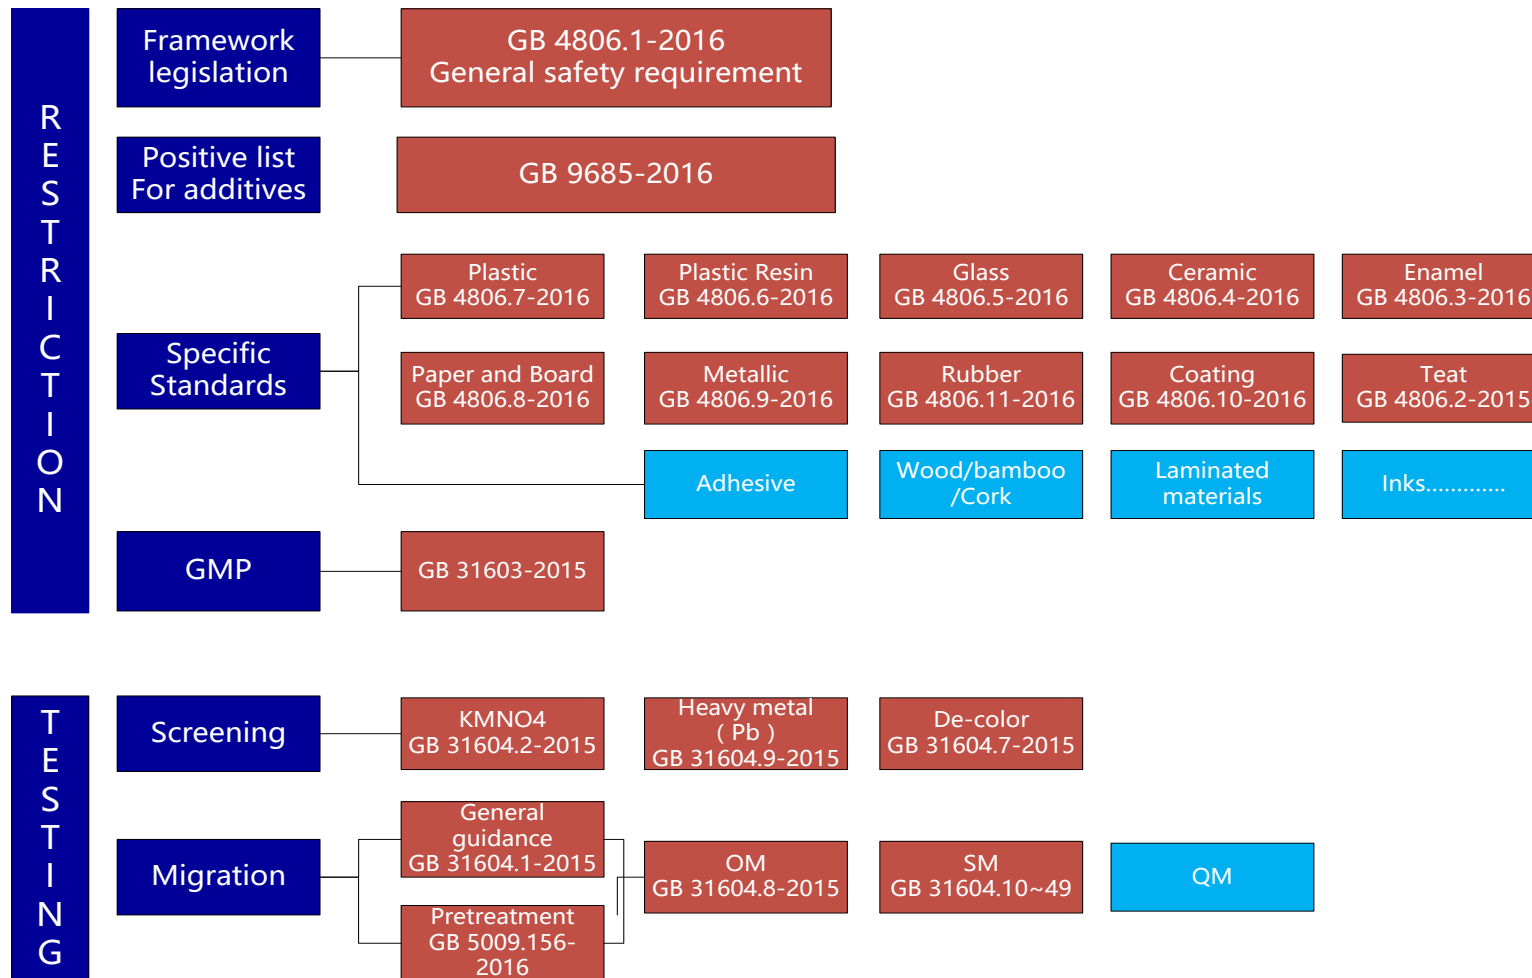 RESTRICTION
Framework
legislation
GB 4806.1-2016
General safety requirement
Positive list
For additives
GB 9685-2016
Specific
Standards
Plastic
GB 4806.7-2016
Plastic Resin
GB 4806.6-2016
Glass
GB 4806.5-2016
Ceramic
GB 4806.4-2016
Enamel
GB 4806.3-2016
Paper and Board
GB 4806.8-2016
Metallic
GB 4806.9-2016
Rubber
GB 4806.11-2016
Coating
GB 4806.10-2016
Teat
GB 4806.2-2015
Adhesive
Wood/bamboo
/Cork
Laminated
materials
Inks.............
GMP
GB 31603-2015
TESTING
Screening
KMNO4
GB 31604.2-2015
Heavy metal
( Pb )
GB 31604.9-2015
De-color
GB 31604.7-2015
Migration
General
guidance
GB 31604.1-2015
Pretreatment
GB 5009.156-
2016
OM
GB 31604.8-2015
SM
GB 31604.10~49
QM